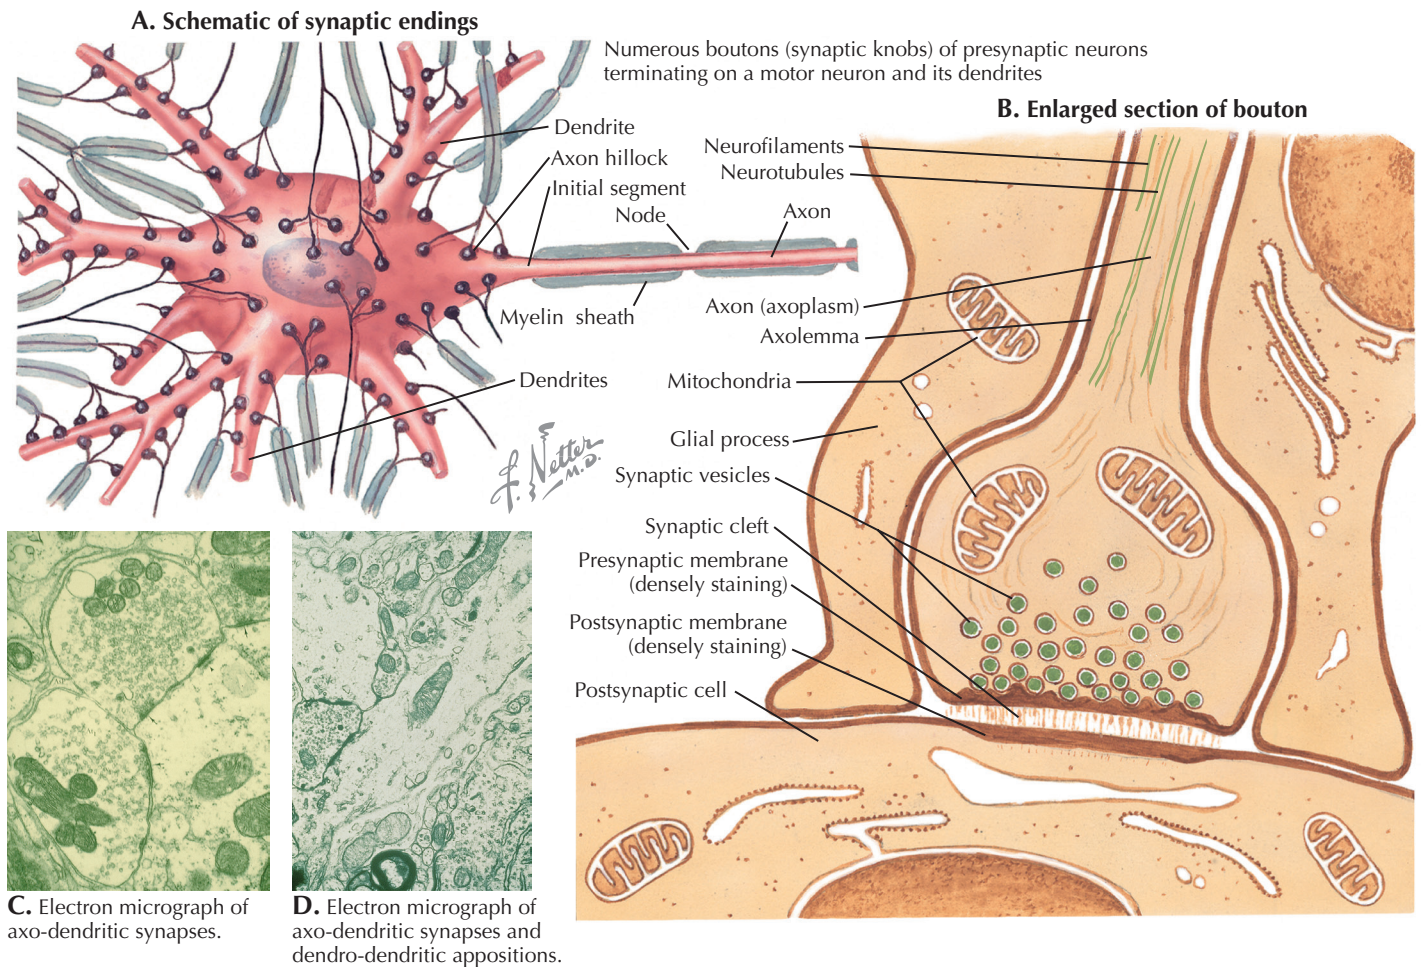 A. Schematic of synaptic endings
Numerous boutons (synaptic knobs) of presynaptic neurons
terminating on a motor neuron and its dendrites
Dendrite
Axon hillock
Initial segment
Node
Axon
Myelin sheath
Dendrites
F. Netter
M.D.
B. Enlarged section of bouton
Neurofilaments
Neurotubules
Axon (axoplasm)
Axolemma
Mitochondria
Glial process
Synaptic vesicles
Synaptic cleft
Presynaptic membrane
(densely staining)
Postsynaptic membrane
(densely staining)
Postsynaptic cell
C. Electron micrograph of
axo-dendritic synapses.
D. Electron micrograph of
axo-dendritic synapses and
dendro-dendritic appositions.